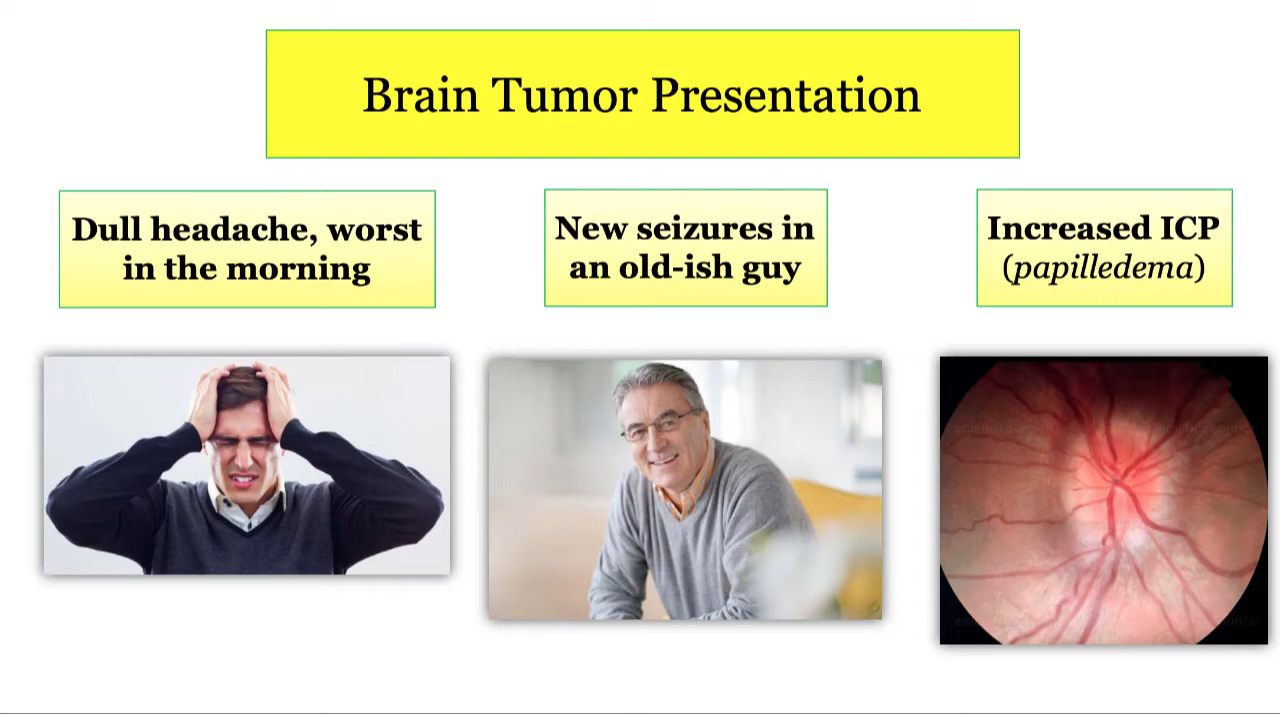 Brain Tumor Presentation
Dull headache, worst
in the morning
New seizures in
an old-ish guy
Increased ICP
(papilledema)